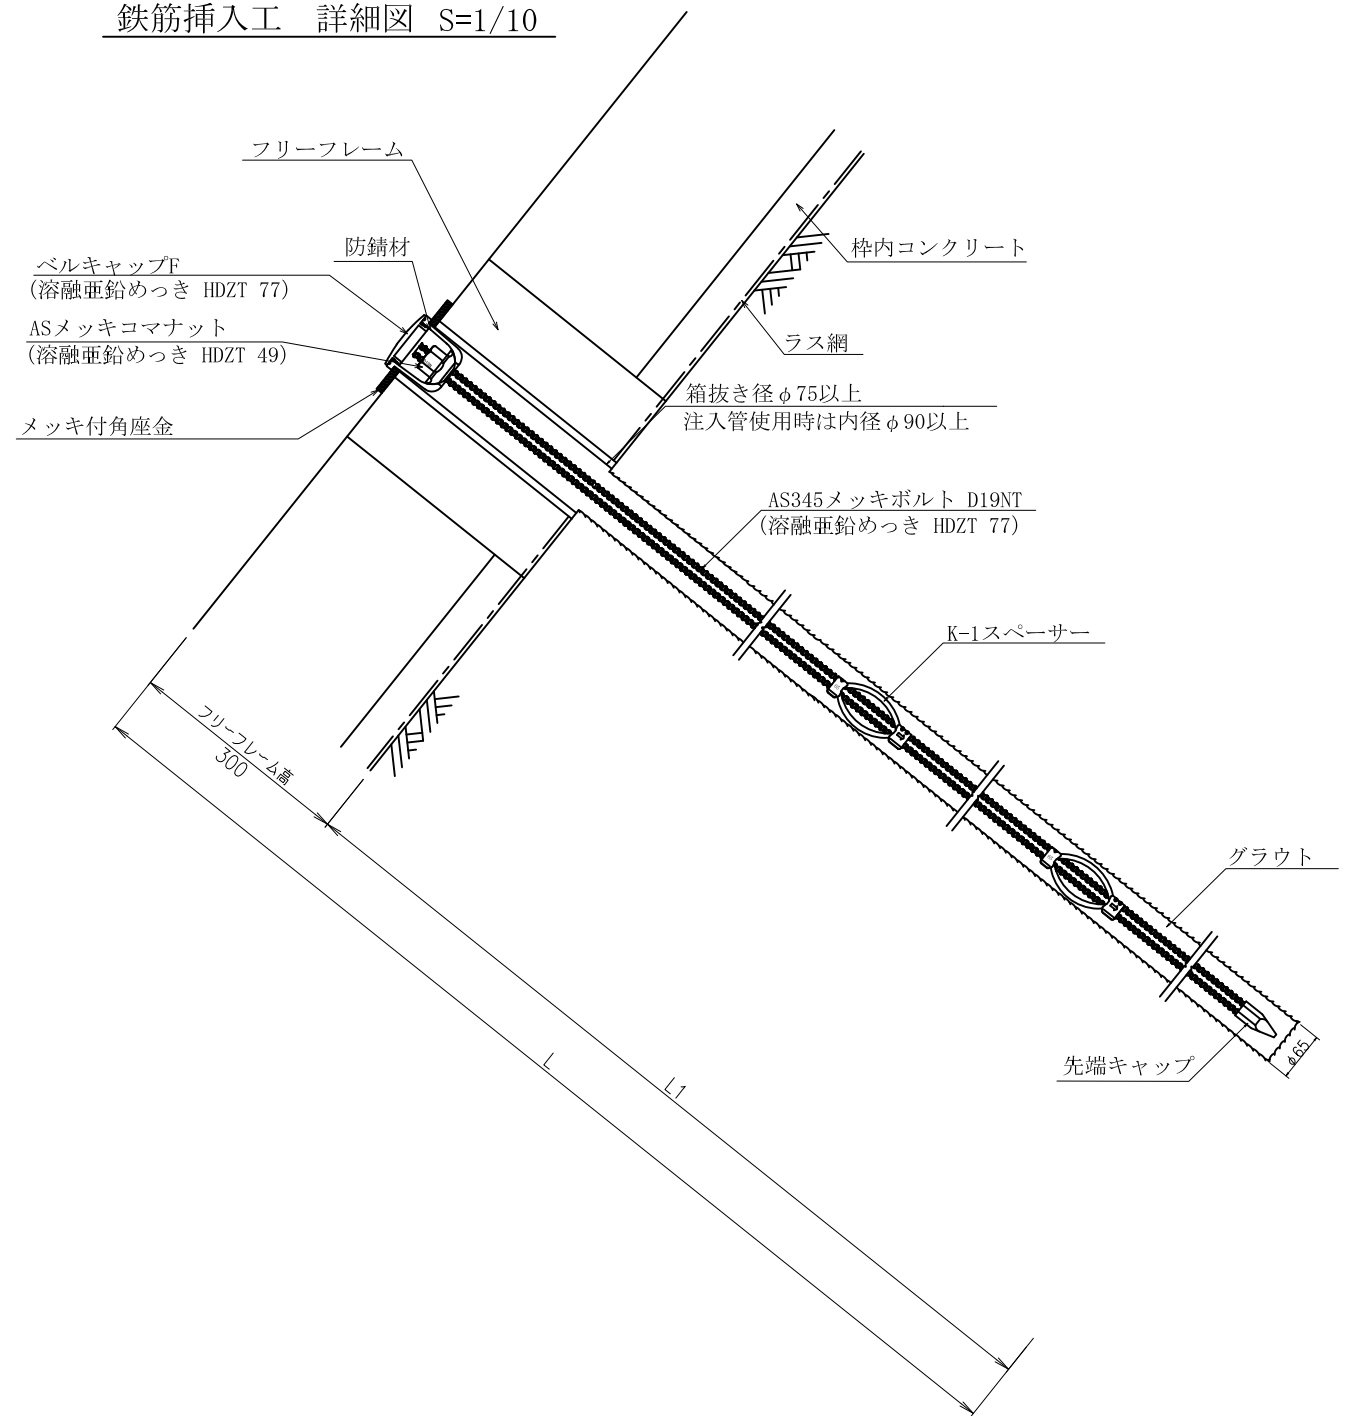 鉄筋挿入工　詳細図 S=1/10
フリーフレーム
防錆材
枠内コンクリート
ベルキャップF
(溶融亜鉛めっき HDZT 77)
ASメッキコマナット
(溶融亜鉛めっき HDZT 49)
ラス網
箱抜き径φ75以上
注入管使用時は内径φ90以上
メッキ付角座金
AS345メッキボルト D19NT
(溶融亜鉛めっき HDZT 77)
K-1スペーサー
フリーフレーム高
300
グラウト
φ65
先端キャップ
L
L1